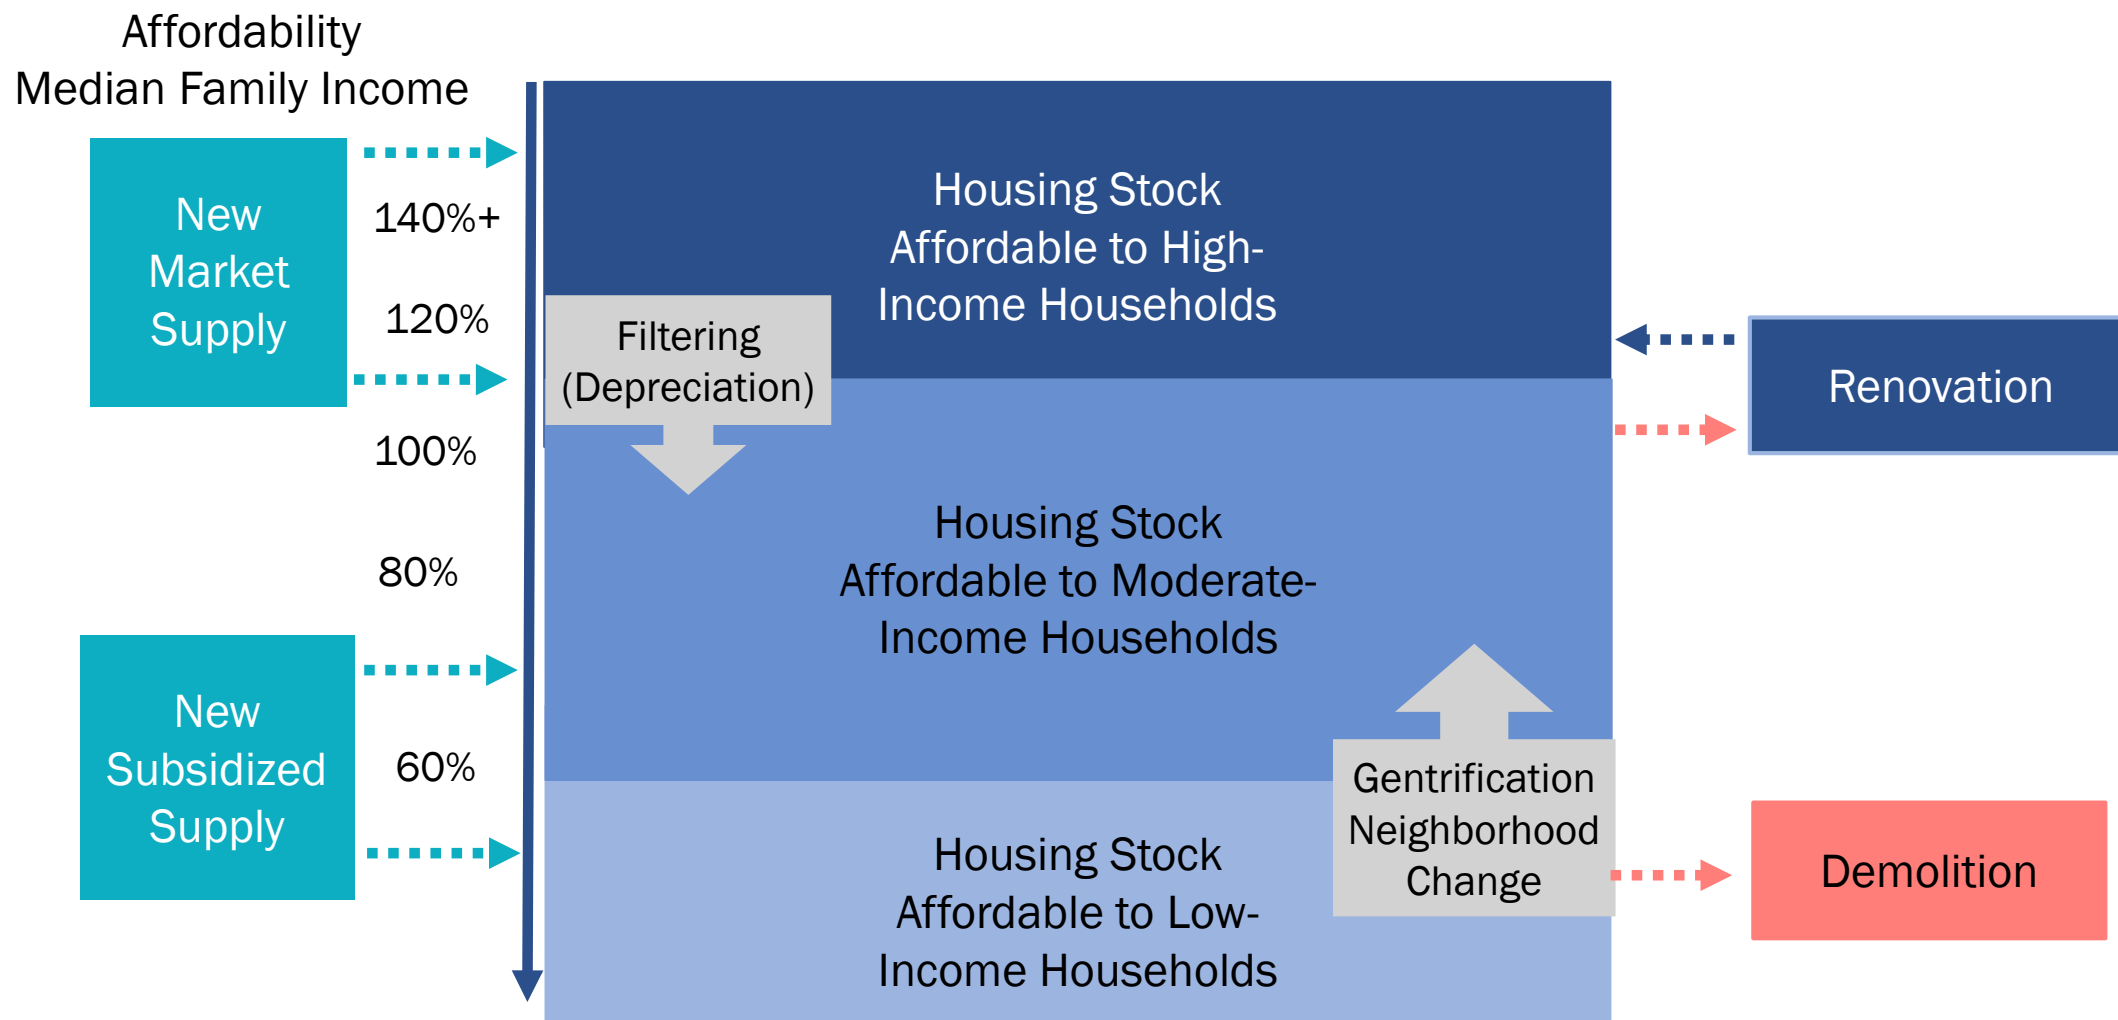 Affordability
Median Family Income
New
Market
Supply
140%+
120%
100%
80%
60%
New
Subsidized
Supply
Housing Stock
Affordable to High-
Income Households
Filtering
(Depreciation)
Housing Stock
Affordable to Moderate-
Income Households
Gentrification
Neighborhood
Change
Housing Stock
Affordable to Low-
Income Households
Renovation
Demolition